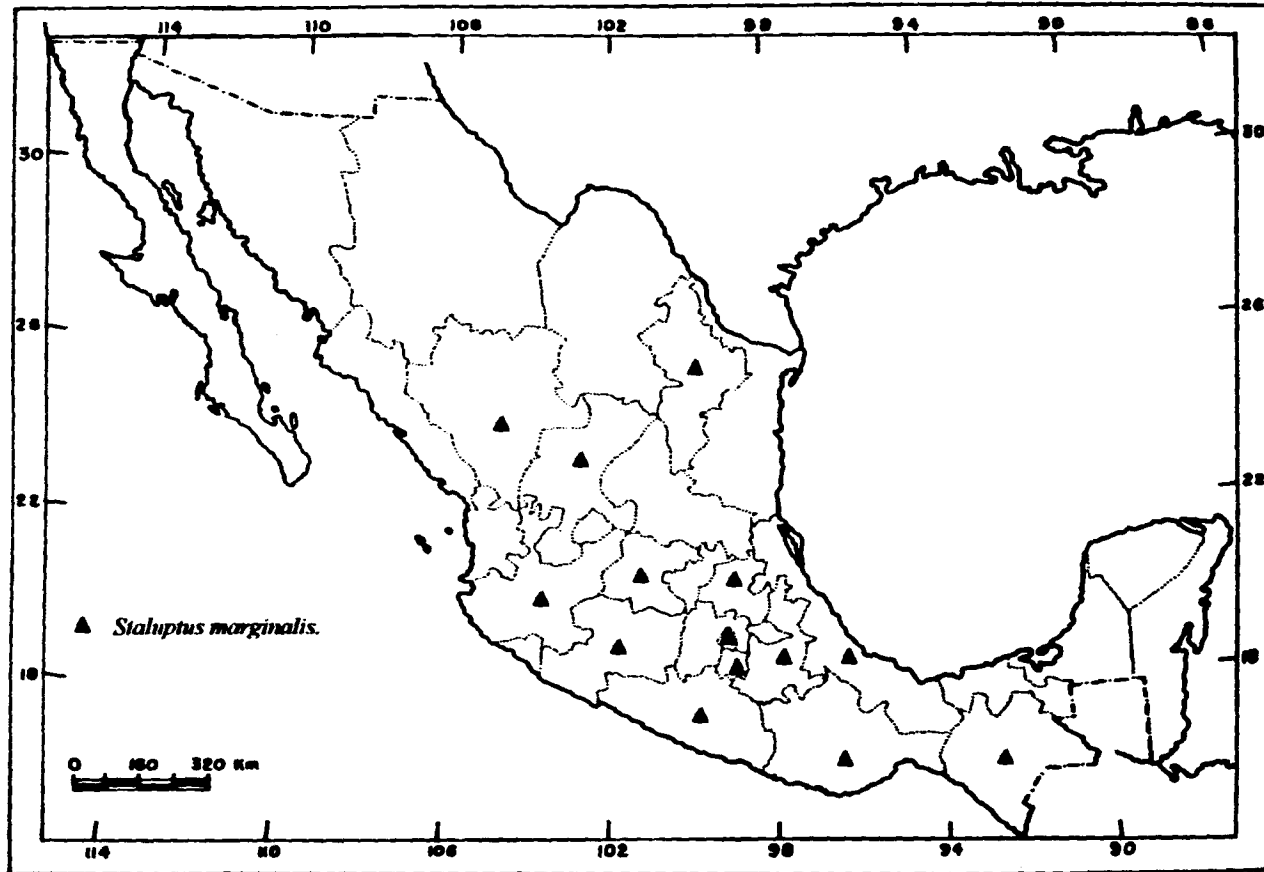 114 110 106 102 98 94 90 86
30 30
26 26
22 22
▲ Staluptus marginalis.
18 18
0 160 320 Km
114 110 106 102 98 94 90